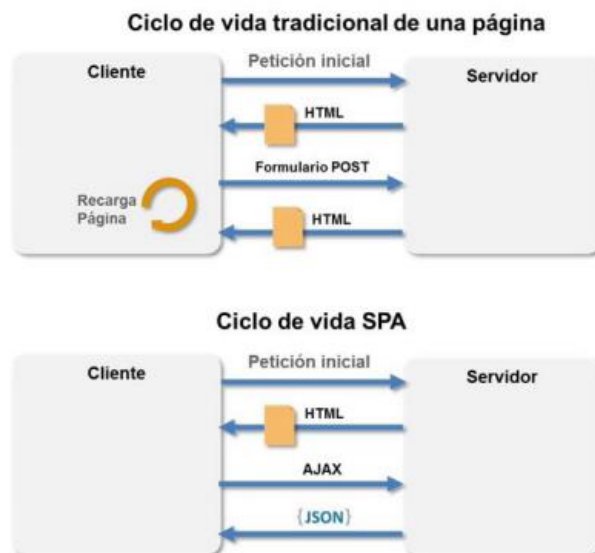 Ciclo de vida tradicional de una página
Cliente
Petición inicial
Servidor
HTML
Formulario POST
Recarga
Página
HTML
Ciclo de vida SPA
Cliente
Petición inicial
Servidor
HTML
AJAX
{JSON}